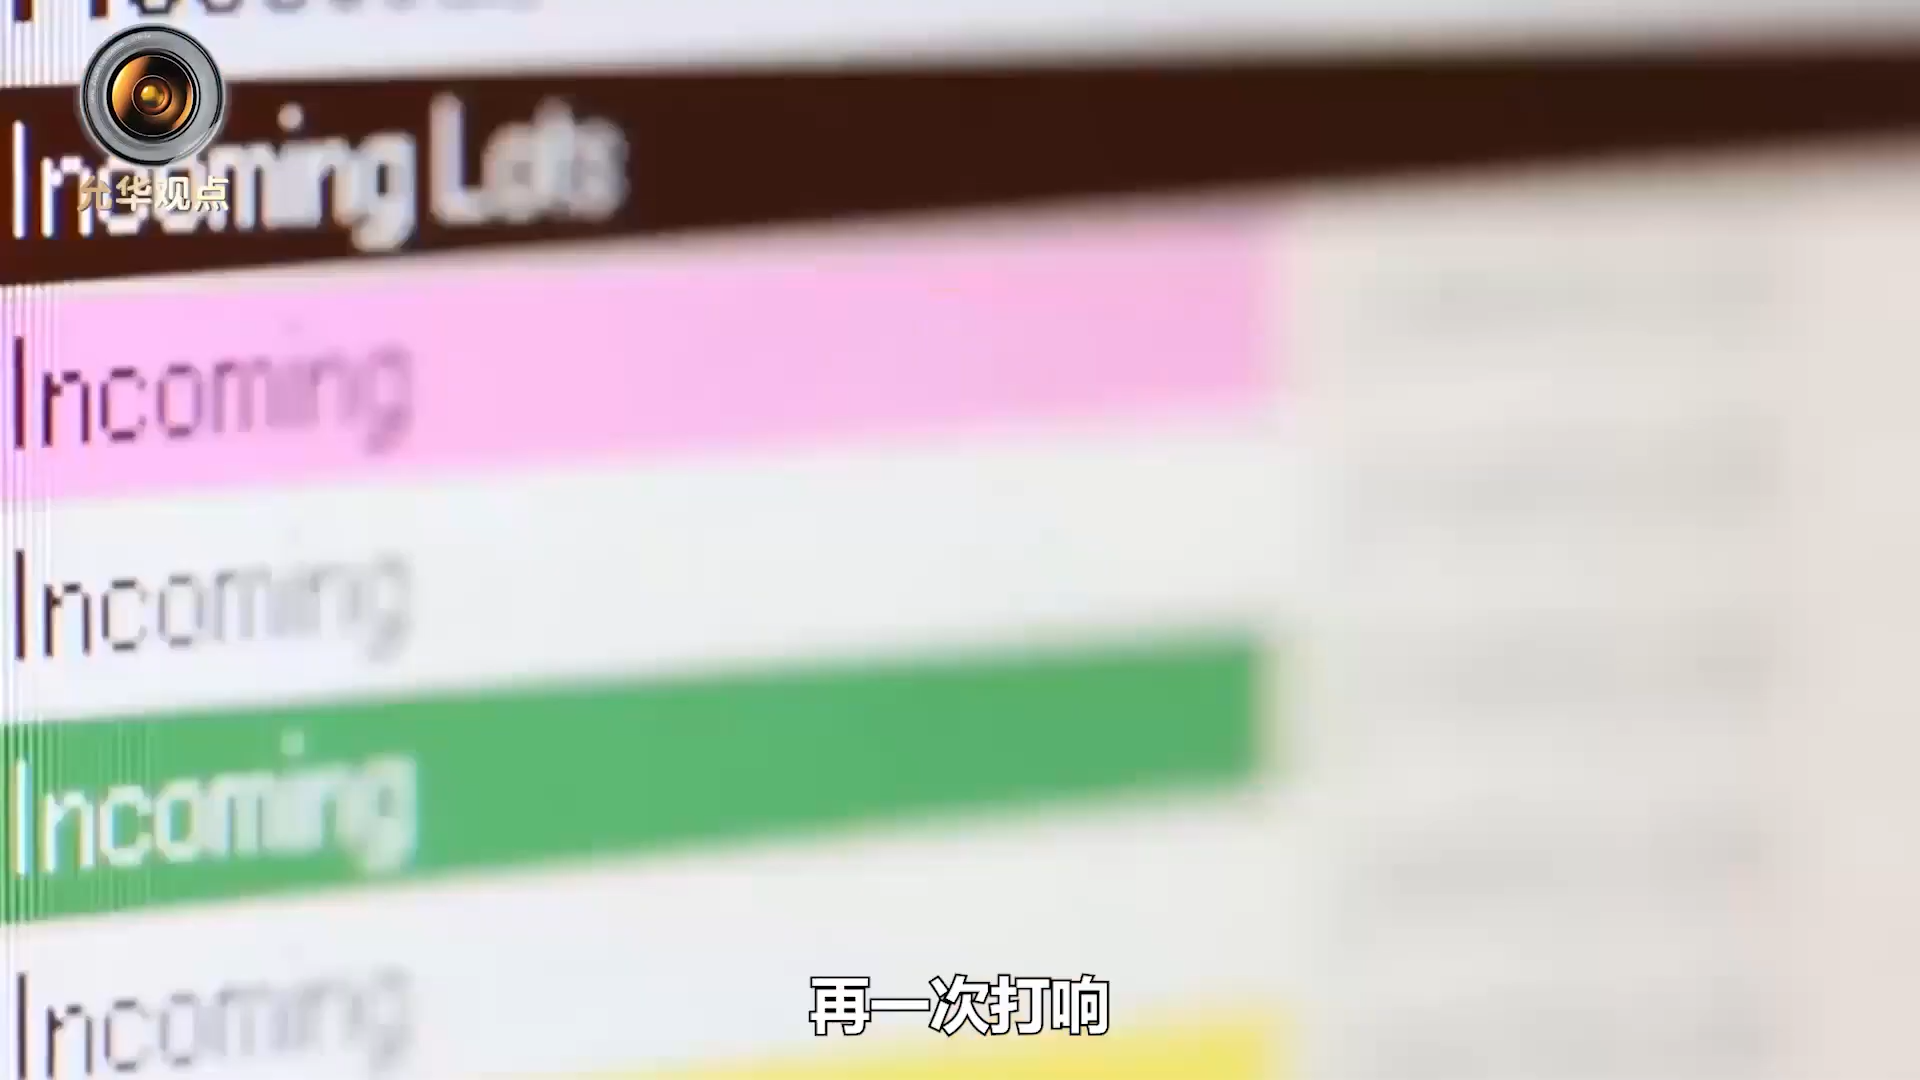 Incoming Lots
允华观点
Incoming
Incoming
Incoming
Incoming
再一次打响